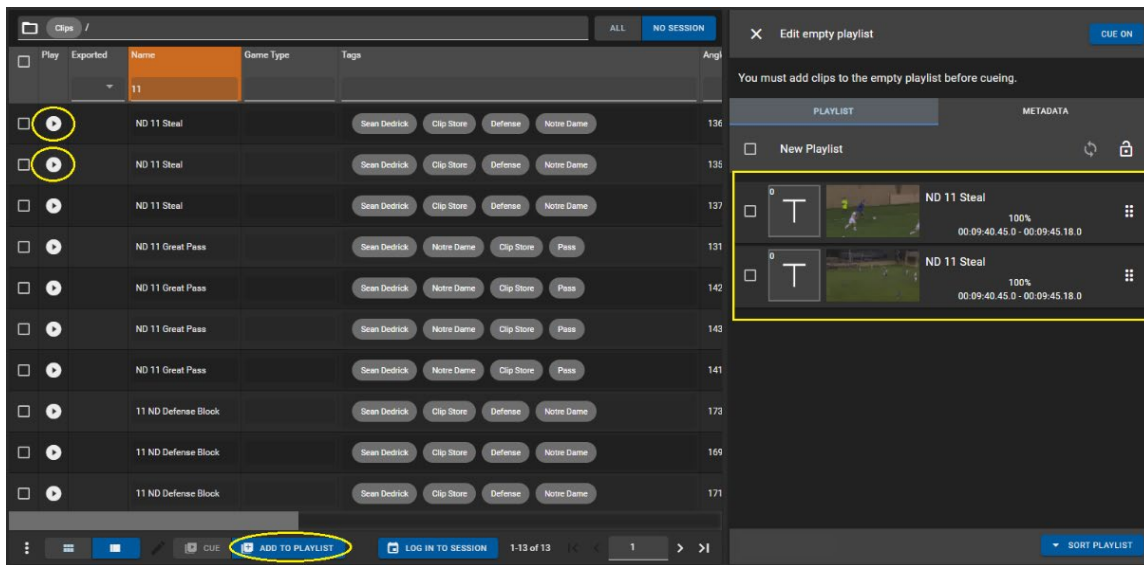 Clips /
ALL NO SESSION
Play Exported Name Game Type Tags Angl
11
ND 11 Steal Sean Dedrick Clip Store Defense Notre Dame 136
ND 11 Steal Sean Dedrick Clip Store Defense Notre Dame 135
ND 11 Steal Sean Dedrick Clip Store Defense Notre Dame 137
ND 11 Great Pass Sean Dedrick Notre Dame Clip Store Pass 131
ND 11 Great Pass Sean Dedrick Notre Dame Clip Store Pass 142
ND 11 Great Pass Sean Dedrick Notre Dame Clip Store Pass 143
ND 11 Great Pass Sean Dedrick Notre Dame Clip Store Pass 141
11 ND Defense Block Sean Dedrick Clip Store Defense Notre Dame 173
11 ND Defense Block Sean Dedrick Clip Store Defense Notre Dame 169
11 ND Defense Block Sean Dedrick Clip Store Defense Notre Dame 171
CUE ADD TO PLAYLIST LOG IN TO SESSION 1-13 of 13 1
Edit empty playlist CUE ON
You must add clips to the empty playlist before cueing.
PLAYLIST METADATA
New Playlist
0 T ND 11 Steal
100%
00:09:40.45.0 - 00:09:45.18.0
0 T ND 11 Steal
100%
00:09:40.45.0 - 00:09:45.18.0
SORT PLAYLIST